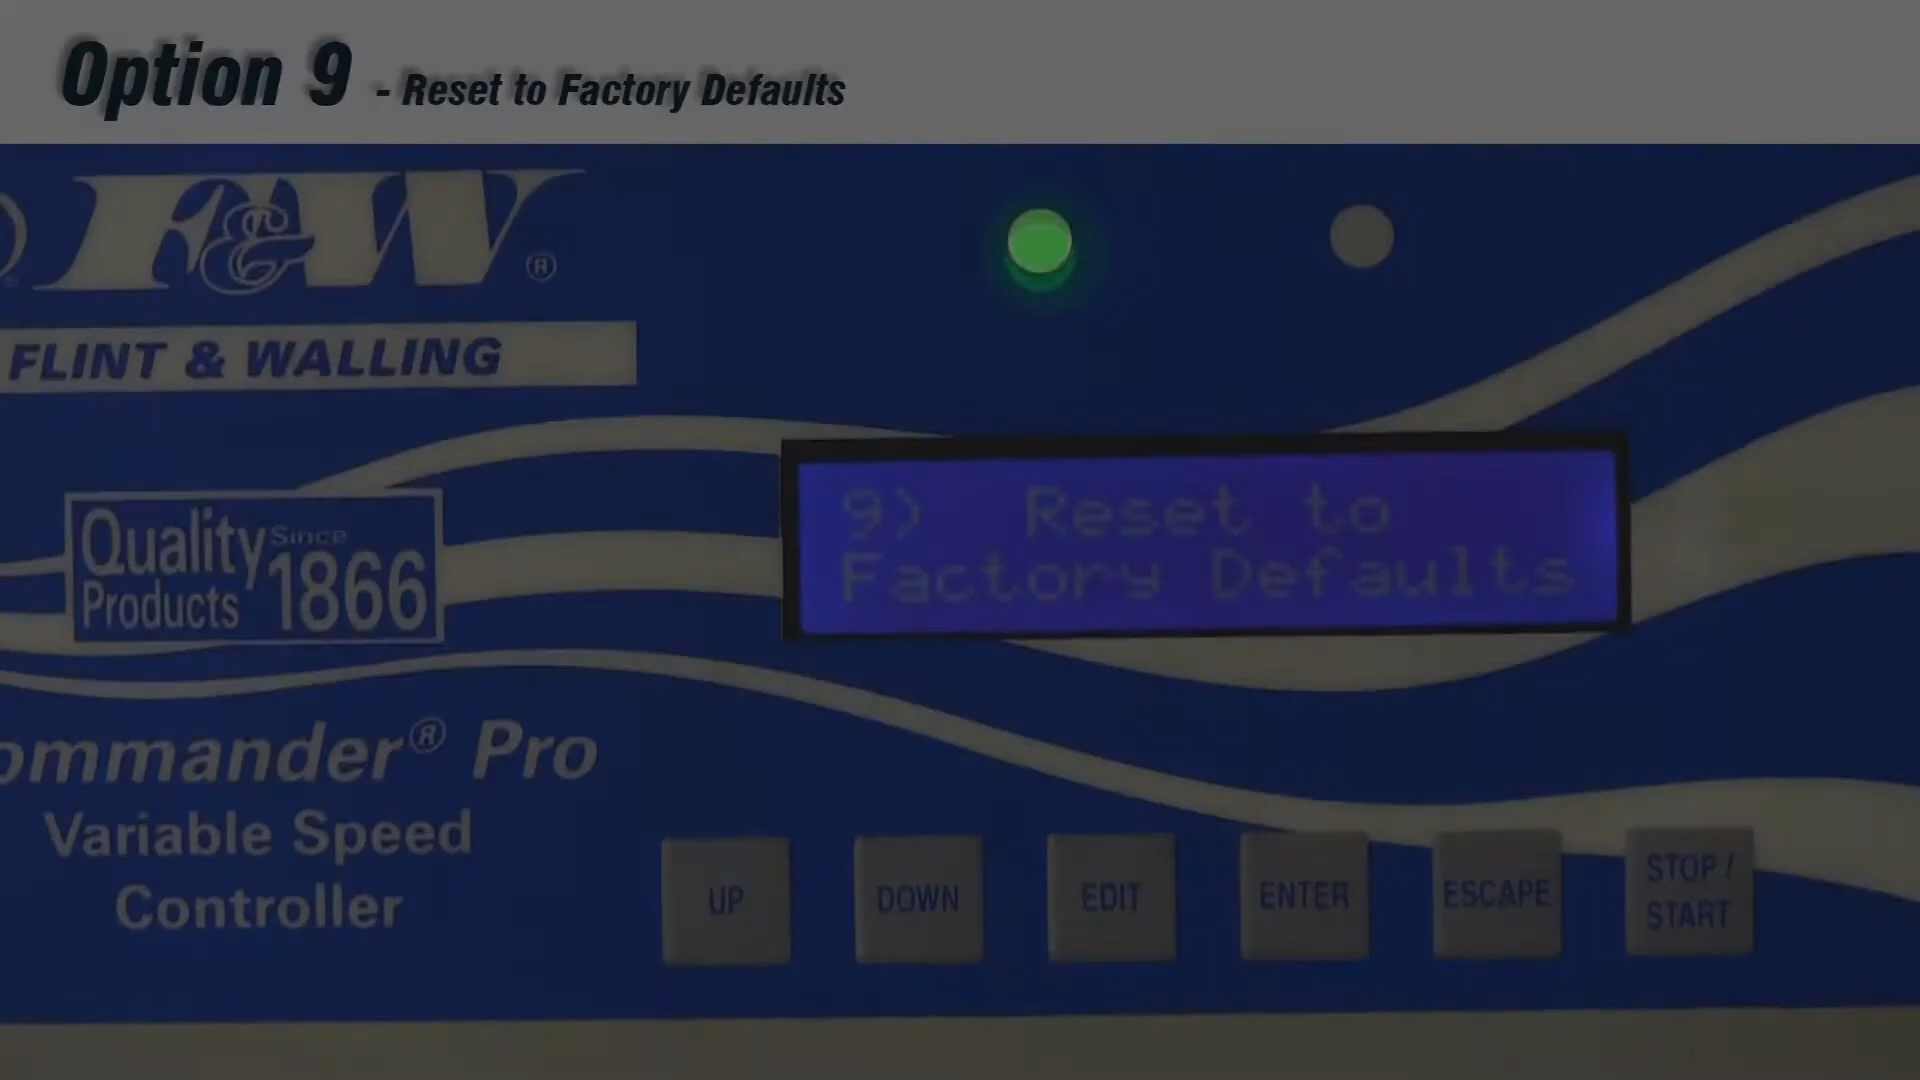 Option 9 - Reset to Factory Defaults
F&W®
FLINT & WALLING
Quality Since
Products 1866
9) Reset to
Factory Defaults
ommander® Pro
Variable Speed
Controller
UP
DOWN
EDIT
ENTER
ESCAPE
STOP /
START